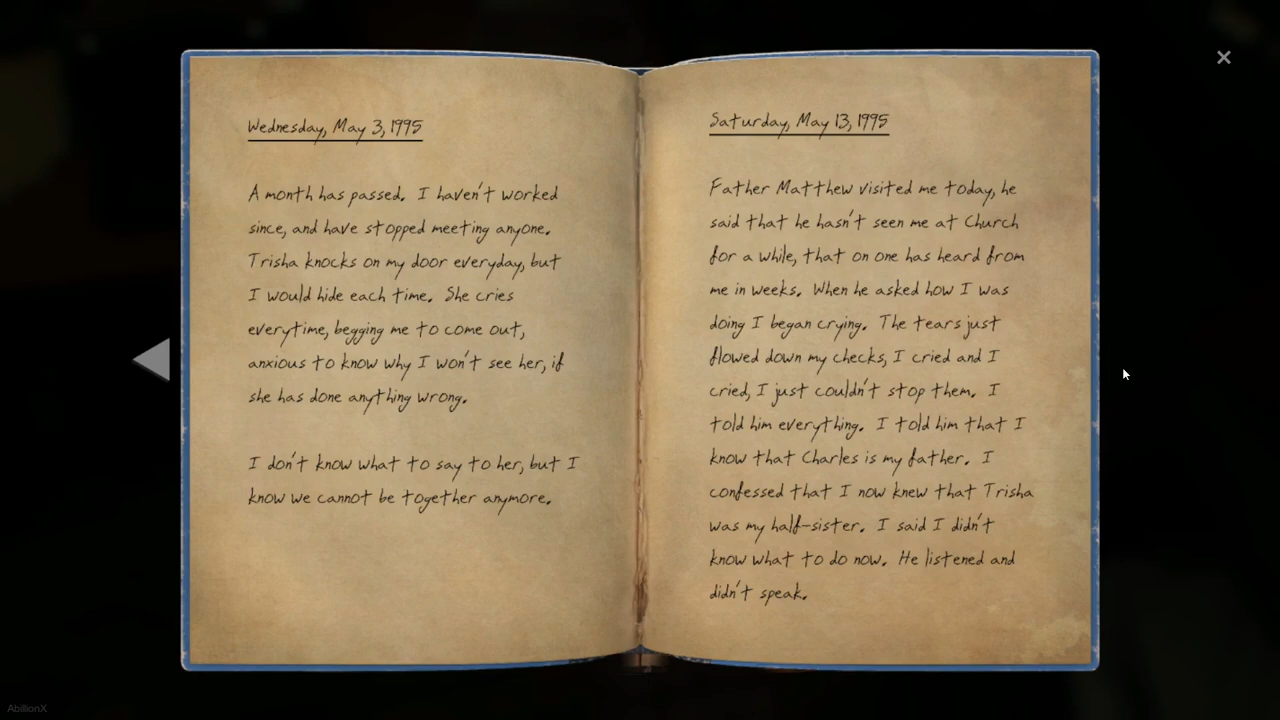 Wednesday, May 3, 1995
A month has passed. I haven't worked
since, and have stopped meeting anyone.
Trisha knocks on my door everyday, but
I would hide each time. She cries
everytime, begging me to come out,
anxious to know why I won't see her, if
she has done anything wrong.
I don't know what to say to her, but I
know we cannot be together anymore.
Saturday, May 13, 1995
Father Matthew visited me today, he
said that he hasn't seen me at Church
for a while, that on one has heard from
me in weeks. When he asked how I was
doing I began crying. The tears just
flowed down my checks, I cried and I
cried, I just couldn't stop them. I
told him everything. I told him that I
know that Charles is my father. I
confessed that I now knew that Trisha
was my half-sister. I said I didn't
know what to do now. He listened and
didn't speak.
AbillionX